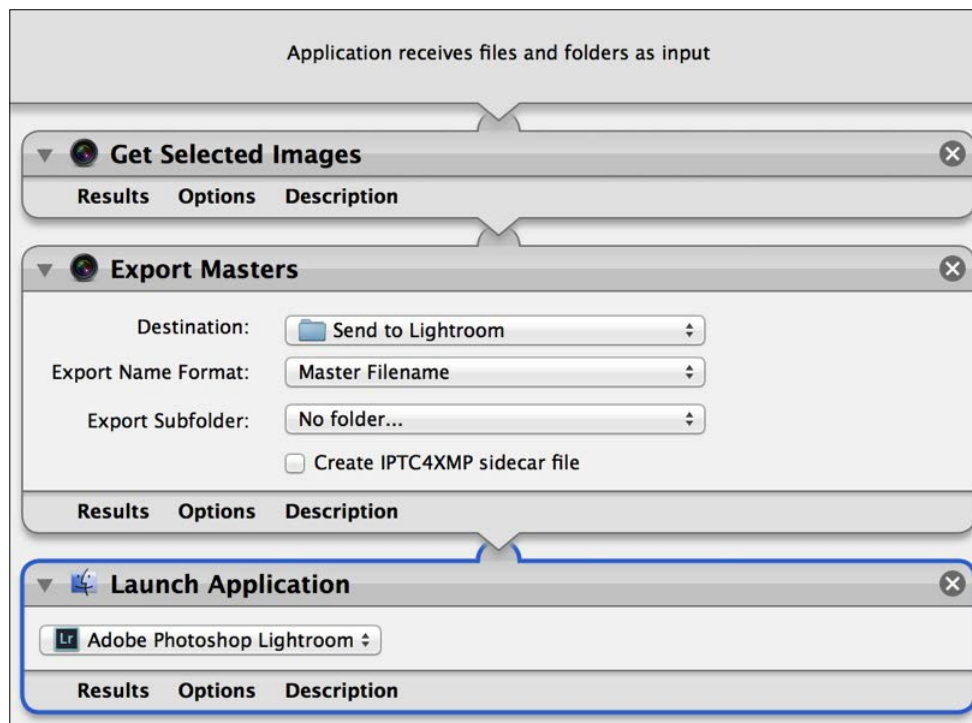 Application receives files and folders as input
Get Selected Images
Results Options Description
Export Masters
Destination: Send to Lightroom
Export Name Format: Master Filename
Export Subfolder: No folder...
Create IPTC4XMP sidecar file
Results Options Description
Launch Application
Lr Adobe Photoshop Lightroom
Results Options Description